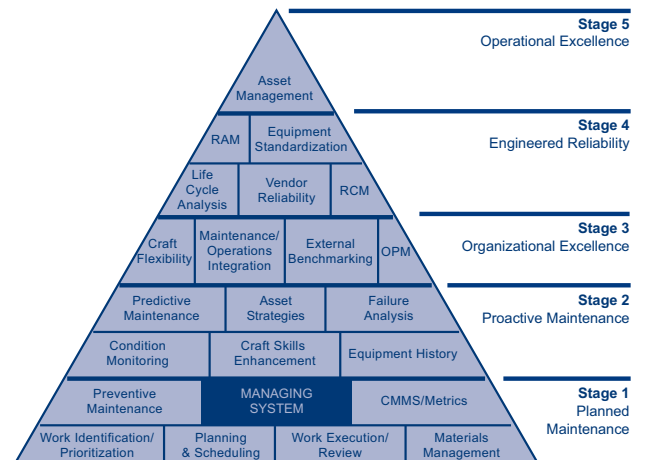 Stage 5
Operational Excellence
Asset
Management
Stage 4
Engineered Reliability
RAM
Equipment
Standardization
Life
Cycle
Analysis
Vendor
Reliability
RCM
Stage 3
Organizational Excellence
Craft
Flexibility
Maintenance/
Operations
Integration
External
Benchmarking
OPM
Stage 2
Proactive Maintenance
Predictive
Maintenance
Asset
Strategies
Failure
Analysis
Condition
Monitoring
Craft Skills
Enhancement
Equipment History
Stage 1
Planned
Maintenance
Preventive
Maintenance
MANAGING
SYSTEM
CMMS/Metrics
Work Identification/
Prioritization
Planning
& Scheduling
Work Execution/
Review
Materials
Management